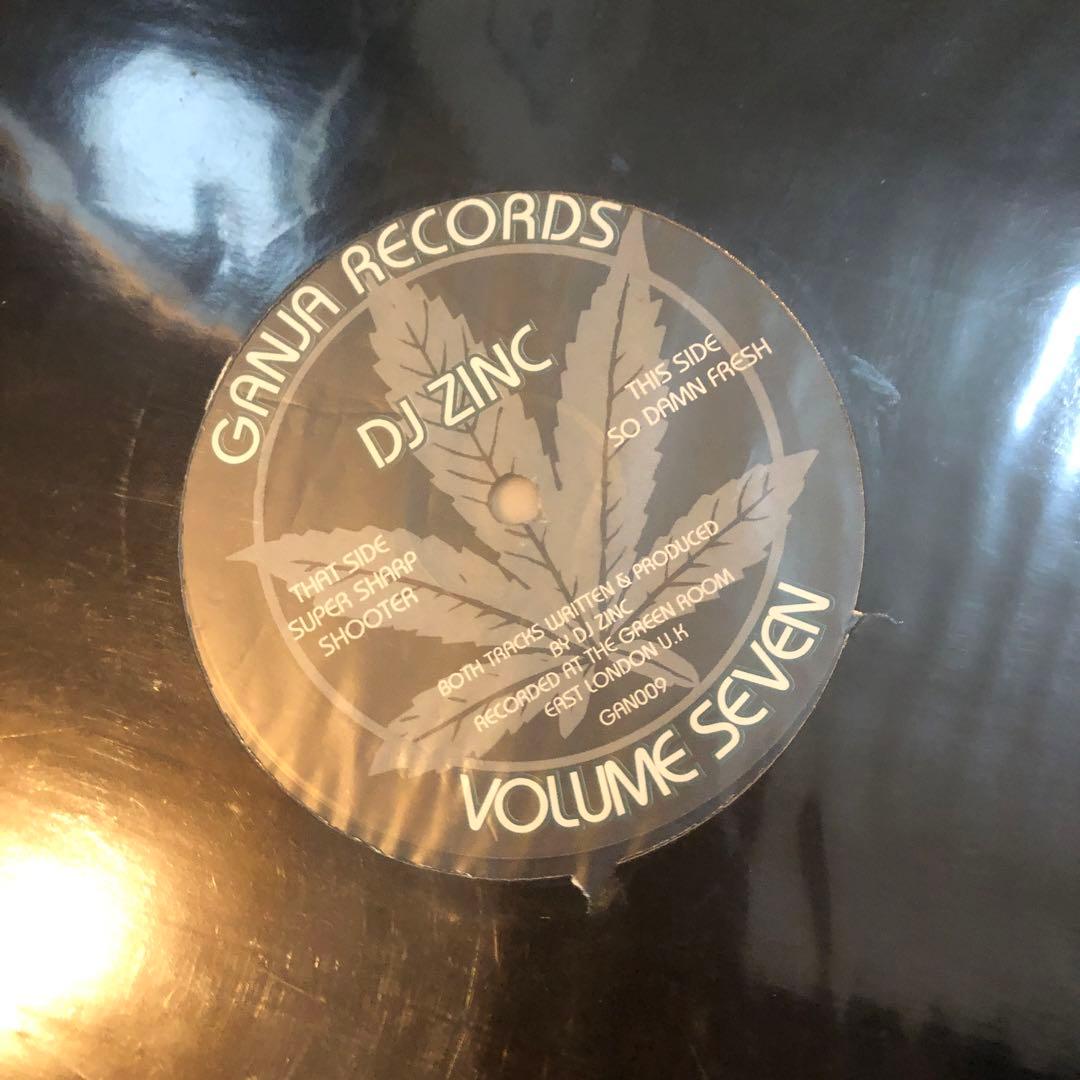 GANJA RECORDS
DJ ZINC
THIS SIDE
SO DAMN FRESH
THAT SIDE
SUPER SHARP
SHOOTER
BOTH TRACKS WRITTEN & PRODUCED
BY DJ ZINC
RECORDED AT THE GREEN ROOM
EAST LONDON U.K
GAN009
VOLUME SEVEN